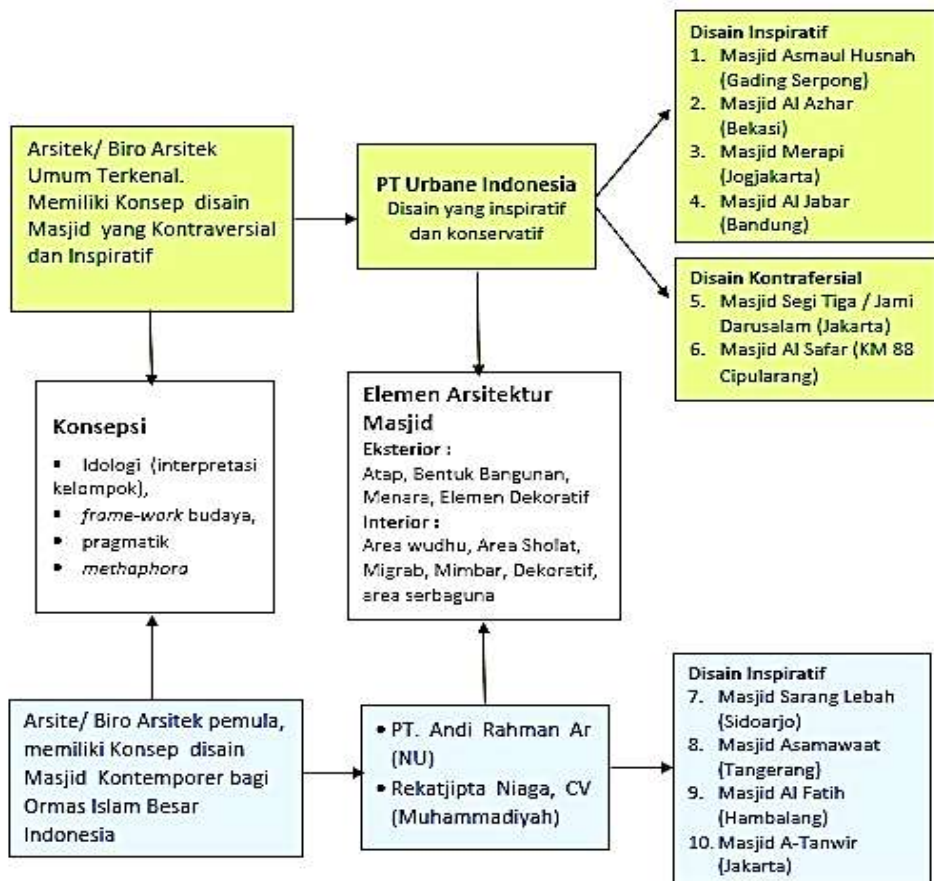 Disain Inspiratif
1. Masjid Asmaul Husnah
(Gading Serpong)
2. Masjid Al Azhar
(Bekasi)
3. Masjid Merapi
(Jogjakarta)
4. Masjid Al Jabar
(Bandung)
Arsitek/ Biro Arsitek
Umum Terkenal.
Memiliki Konsep disain
Masjid yang Kontraversial
dan Inspiratif
PT Urbane Indonesia
Disain yang inspiratif
dan konservatif
Disain Kontrafersial
5. Masjid Segi Tiga / Jami
Darusalam (Jakarta)
6. Masjid Al Safar (KM 88
Cipularang)
Konsepsi
▪ Idologi (interpretasi
kelampok),
▪ frame-work budaya,
• pragmatik
• methaphora
Elemen Arsitektur
Masjid
Eksterior :
Atap, Bentuk Bangunan,
Menara, Elemen Dekoratif
Interior :
Area wudhu, Area Sholat,
Migrab, Mimbar, Dekoratif,
area serbaguna
Arsite/ Biro Arsitek pemula,
memiliki Konsep disain
Masjid Kontemporer bagi
Ormas Islam Besar
Indonesia
• PT. Andi Rahman Ar
(NU)
• Rekatjipta Niaga, CV
(Muhammadiyah)
Disain Inspiratif
7. Masjid Sarang Lebah
(Sidoarjo)
8. Masjid Asamawaat
(Tangerang)
9. Masjid Al Fatih
(Hambalang)
10. Masjid A-Tanwir
(Jakarta)